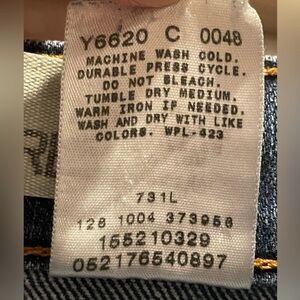 Y6620 C 0048
MACHINE WASH COLD.
DURABLE PRESS CYCLE.
DO NOT BLEACH.
TUMBLE DRY MEDIUM.
WARM IRON IF NEEDED.
WASH AND DRY WITH LIKE
COLORS. WPL-423
731L
128 1004 373956
155210329
052176540897